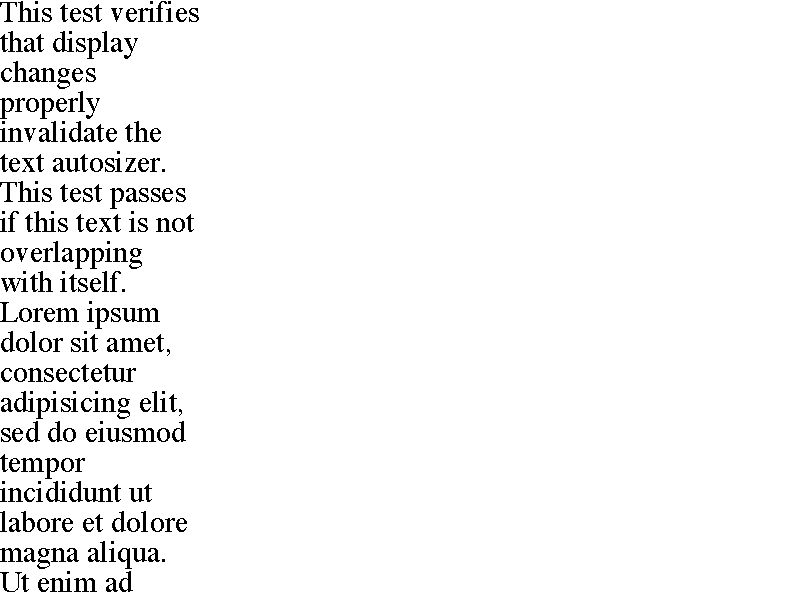 This test verifies
that display
changes
properly
invalidate the
text autosizer.
This test passes
if this text is not
overlapping
with itself.
Lorem ipsum
dolor sit amet,
consectetur
adipisicing elit,
sed do eiusmod
tempor
incididunt ut
labore et dolore
magna aliqua.
Ut enim ad